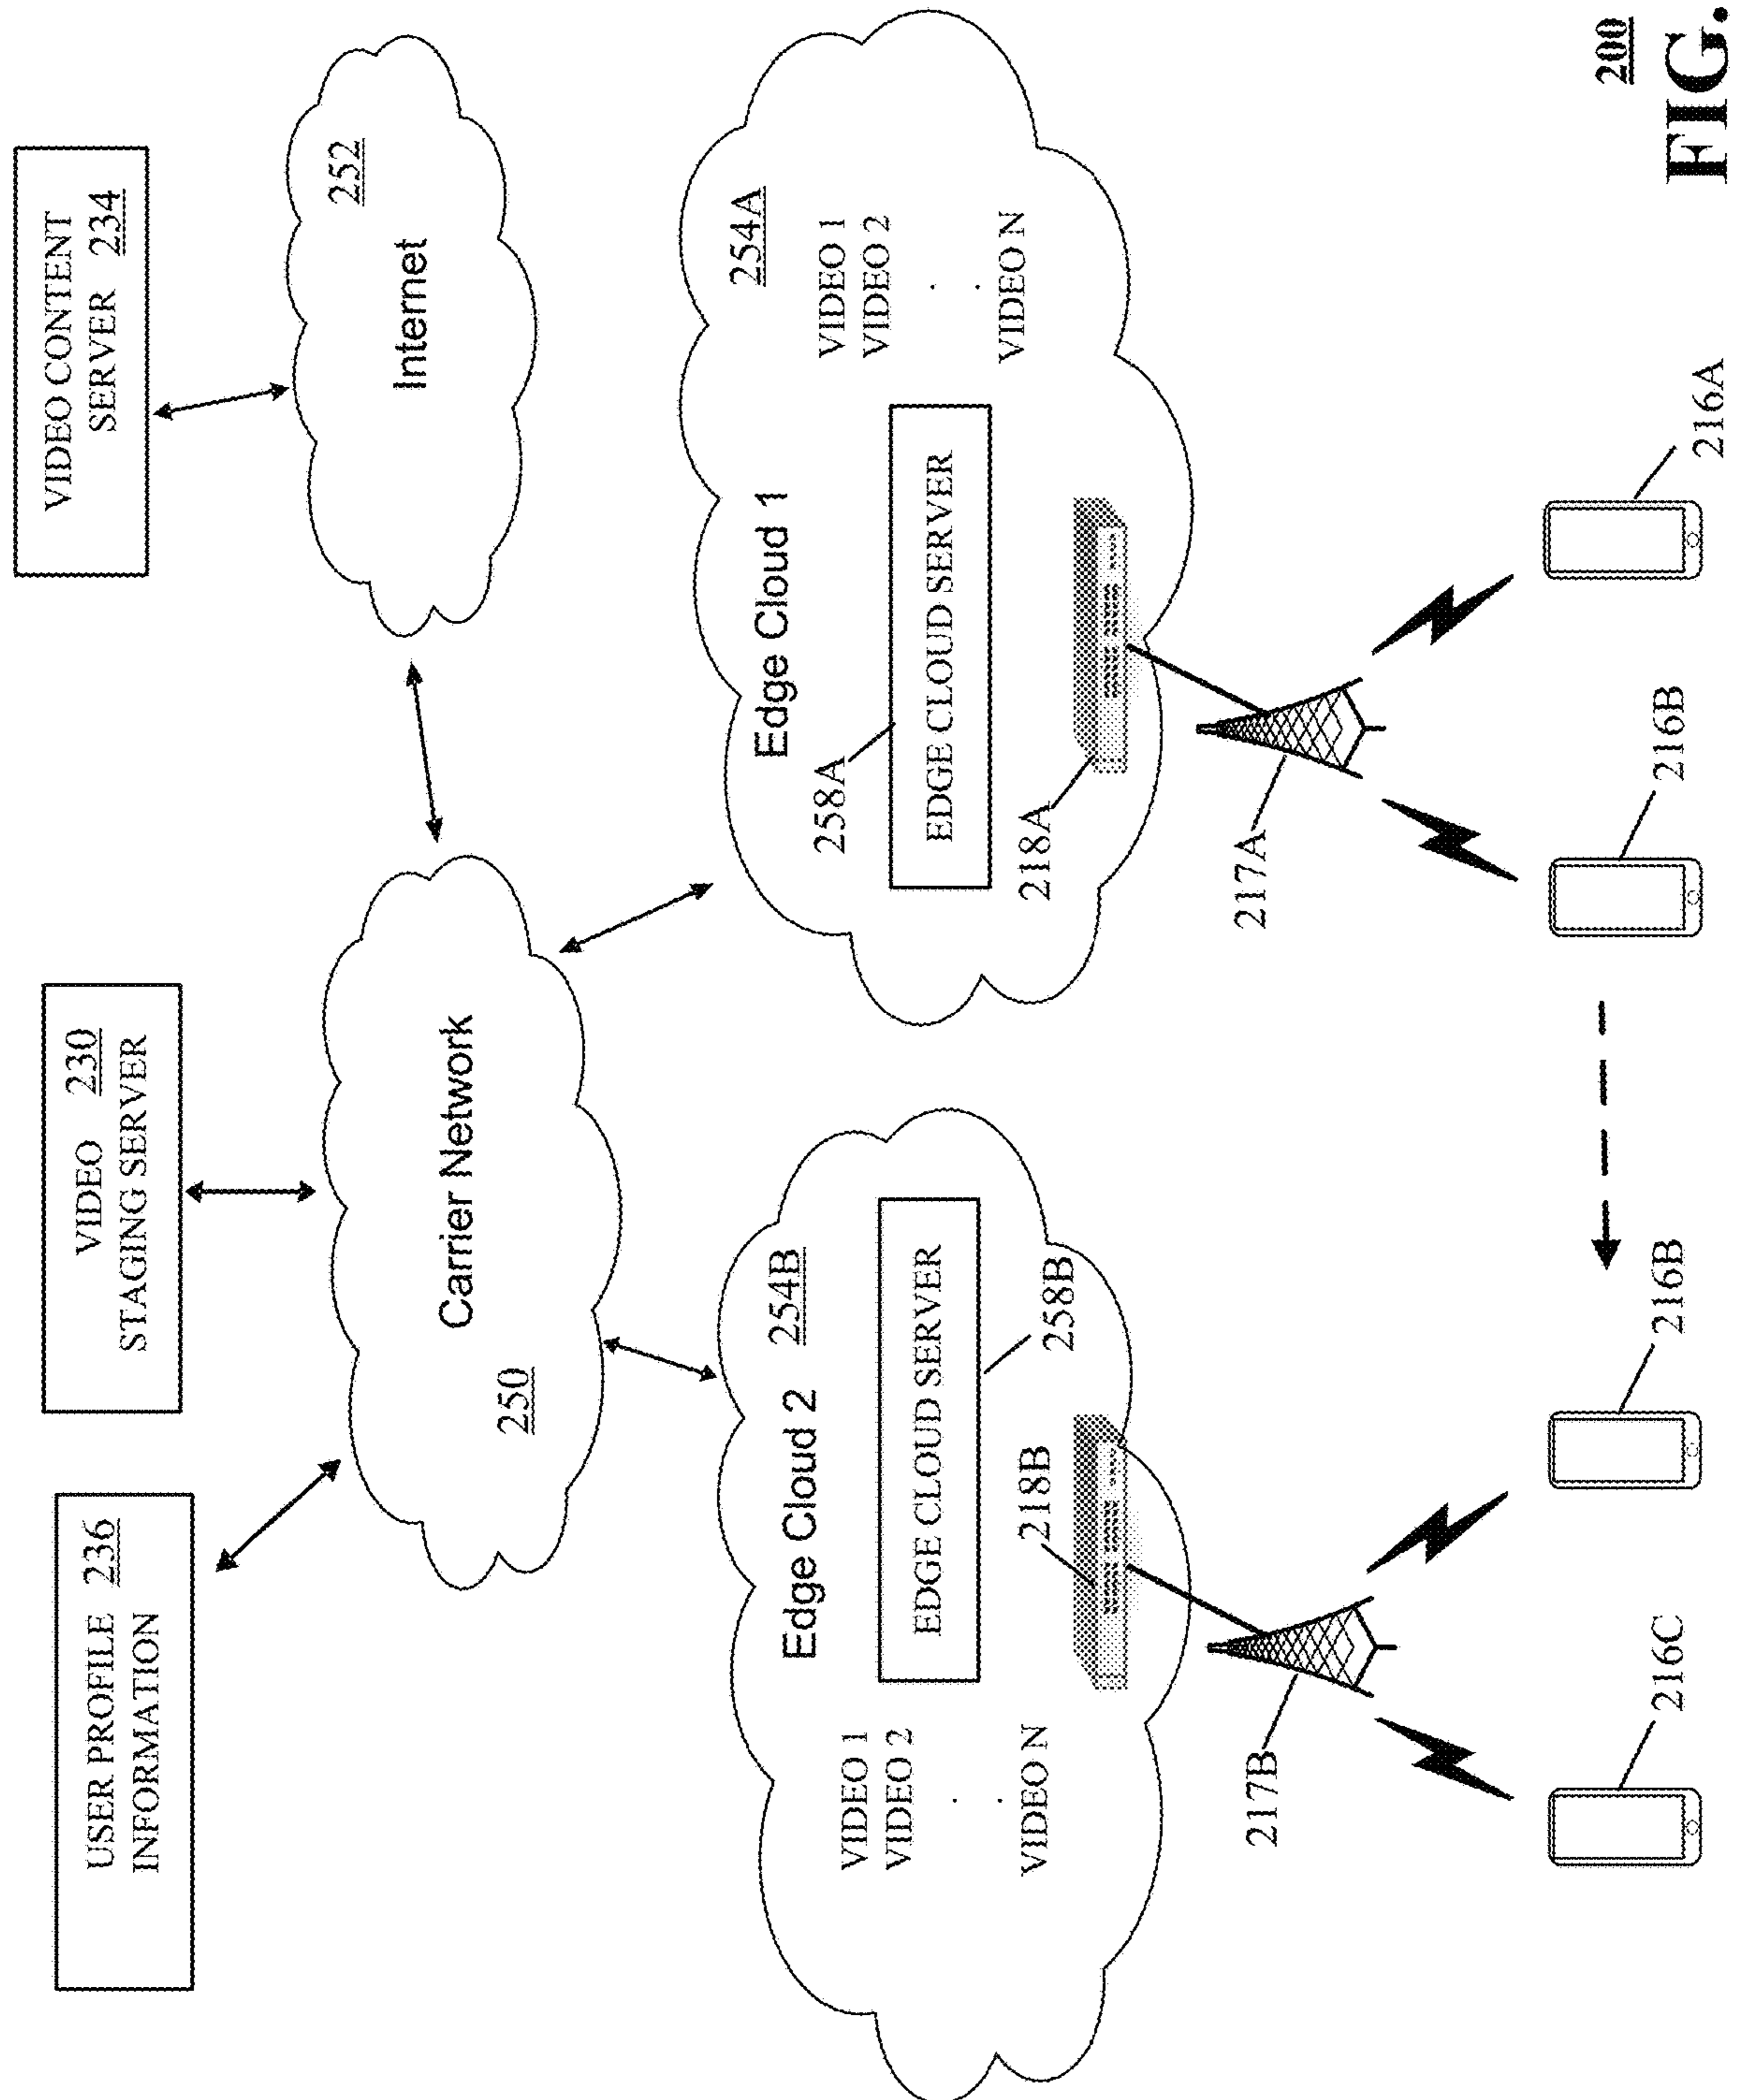 USER PROFILE 236
INFORMATION
VIDEO 230
STAGING SERVER
VIDEO CONTENT
SERVER 234
Carrier Network
250
252
Internet
Edge Cloud 2 254B
VIDEO 1
VIDEO 2
.
.
VIDEO N
EDGE CLOUD SERVER
258B
218B
217B
216C
216B
Edge Cloud 1
254A
258A
EDGE CLOUD SERVER
VIDEO 1
VIDEO 2
.
.
VIDEO N
218A
217A
216B
216A
200
FIG.